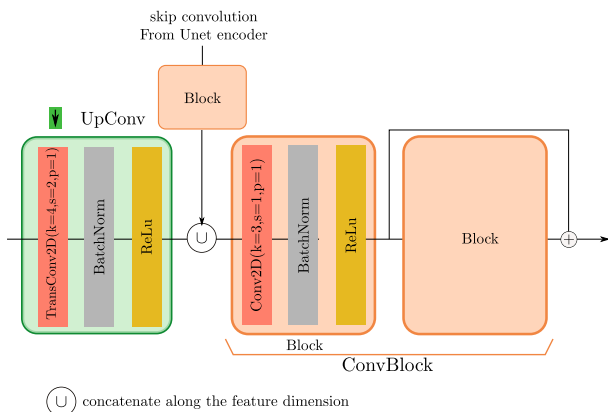 skip convolution
From Unet encoder
Block
UpConv
TransConv2D(k=4,s=2,p=1)
BatchNorm
ReLu
∪
Conv2D(k=3,s=1,p=1)
BatchNorm
ReLu
Block
+
Block
ConvBlock
∪ concatenate along the feature dimension